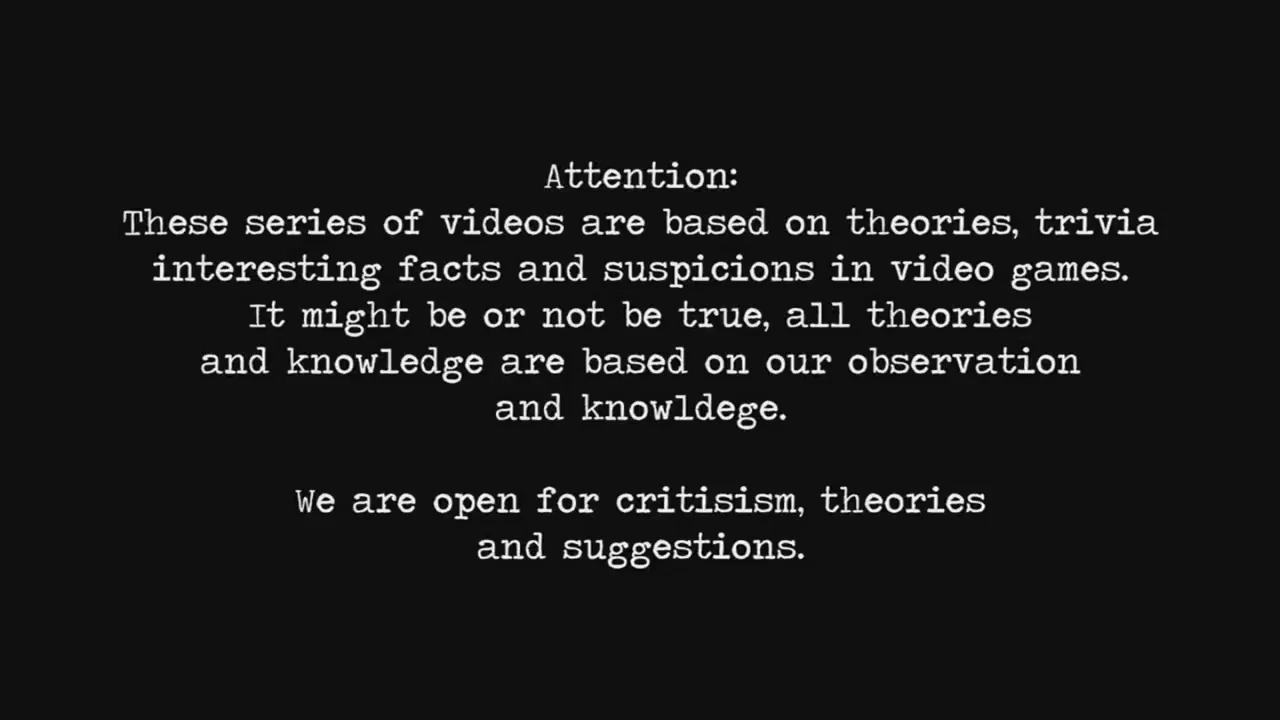 Attention:
These series of videos are based on theories, trivia
interesting facts and suspicions in video games.
It might be or not be true, all theories
and knowledge are based on our observation
and knowldege.
We are open for critisism, theories
and suggestions.